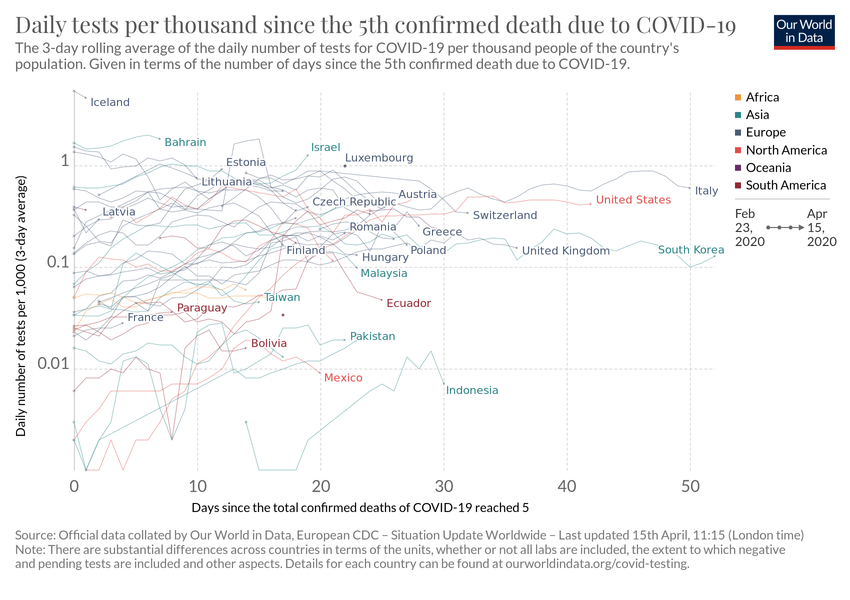 Daily tests per thousand since the 5th confirmed death due to COVID-19
Our World
in Data
The 3-day rolling average of the daily number of tests for COVID-19 per thousand people of the country's
population. Given in terms of the number of days since the 5th confirmed death due to COVID-19.
Iceland
Bahrain
Israel
Luxembourg
Estonia
Lithuania
Italy
Austria
United States
Czech Republic
Latvia
Switzerland
Romania
Greece
Finland
Poland
United Kingdom
South Korea
Hungary
Malaysia
Taiwan
Ecuador
Paraguay
France
Pakistan
Bolivia
Mexico
Indonesia
1
0.1
0.01
Daily number of tests per 1,000 (3-day average)
0
10
20
30
40
50
Days since the total confirmed deaths of COVID-19 reached 5
Africa
Asia
Europe
North America
Oceania
South America
Feb
23,
2020
Apr
15,
2020
Source: Official data collated by Our World in Data, European CDC – Situation Update Worldwide – Last updated 15th April, 11:15 (London time)
Note: There are substantial differences across countries in terms of the units, whether or not all labs are included, the extent to which negative
and pending tests are included and other aspects. Details for each country can be found at ourworldindata.org/covid-testing.